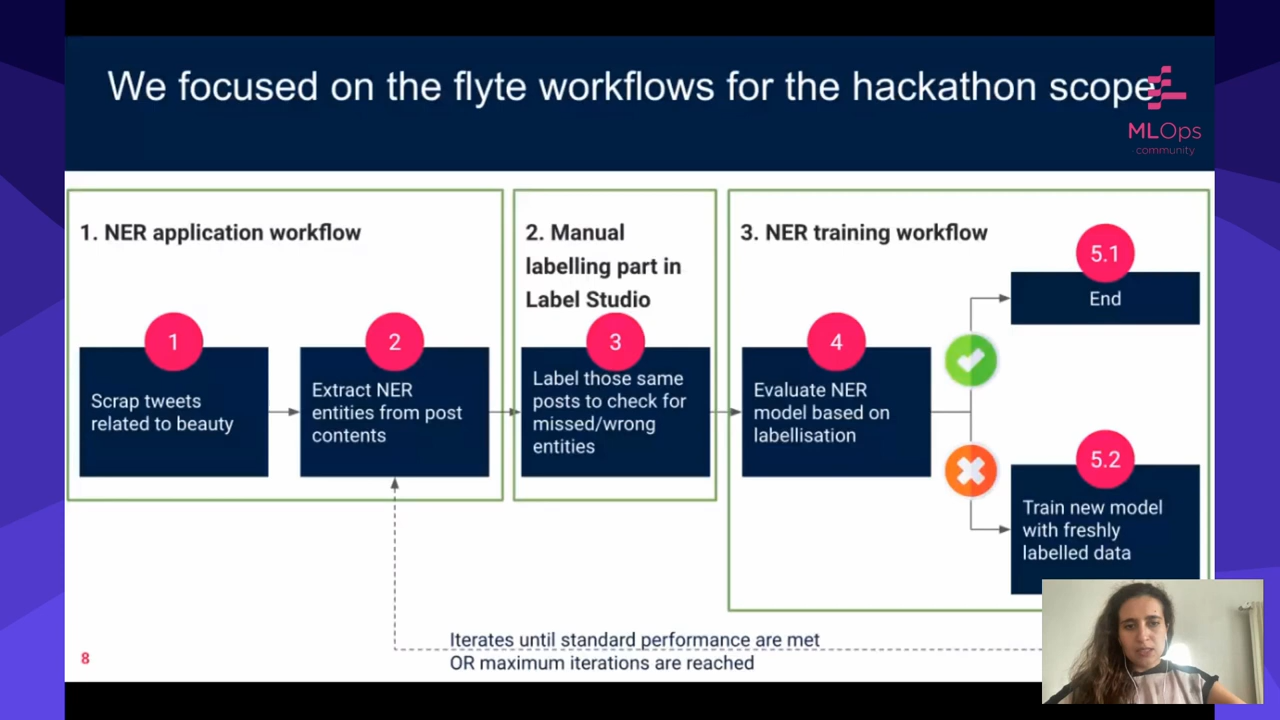 We focused on the flyte workflows for the hackathon scope
MLOps
community
1. NER application workflow
1
Scrap tweets
related to beauty
2
Extract NER
entities from post
contents
2. Manual
labelling part in
Label Studio
3
Label those same
posts to check for
missed/wrong
entities
3. NER training workflow
4
Evaluate NER
model based on
labellisation
5.1
End
5.2
Train new model
with freshly
labelled data
Iterates until standard performance are met
OR maximum iterations are reached
8